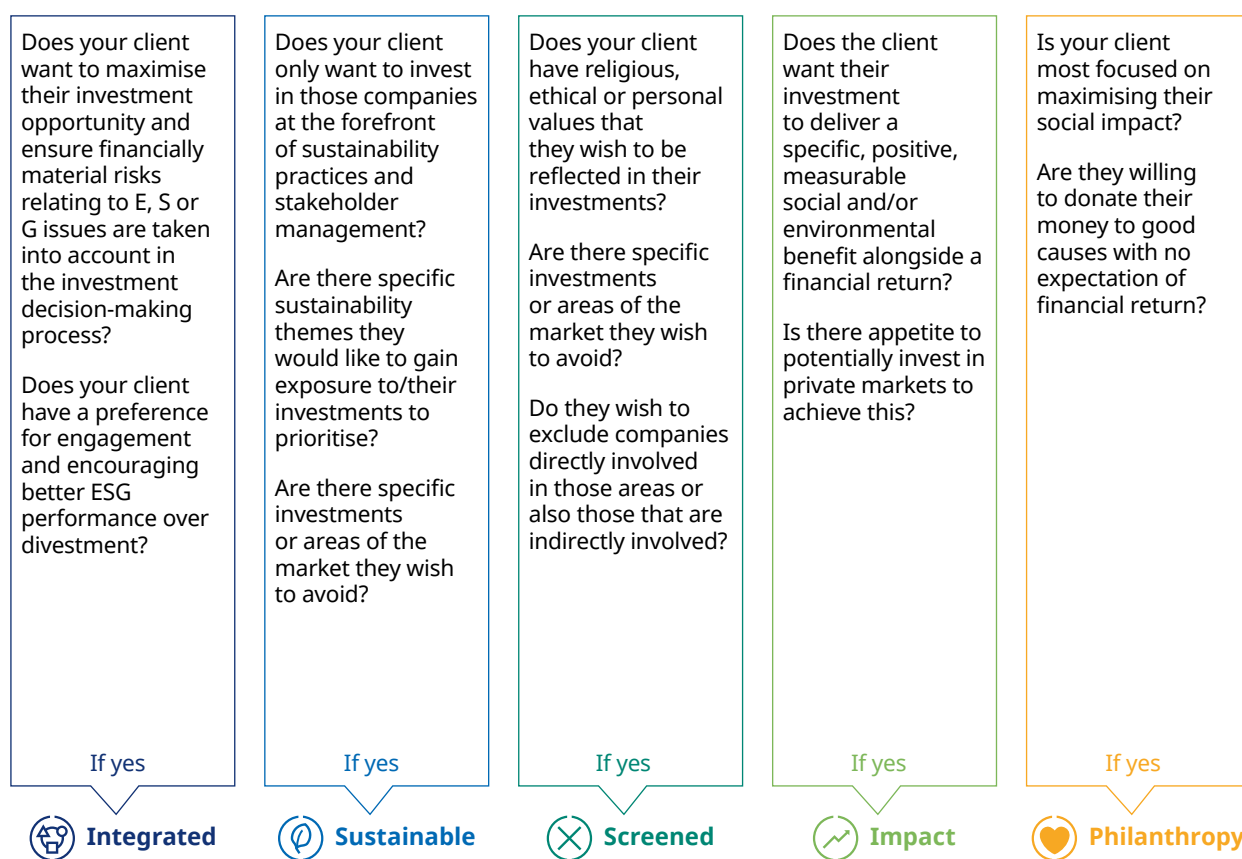 Does your client
want to maximise
their investment
opportunity and
ensure financially
material risks
relating to E, S or
G issues are taken
into account in
the investment
decision-making
process?
Does your client
have a preference
for engagement
and encouraging
better ESG
performance over
divestment?
If yes
Integrated
Does your client
only want to invest
in those companies
at the forefront
of sustainability
practices and
stakeholder
management?
Are there specific
sustainability
themes they
would like to gain
exposure to/their
investments to
prioritise?
Are there specific
investments
or areas of the
market they wish
to avoid?
If yes
Sustainable
Does your client
have religious,
ethical or personal
values that
they wish to be
reflected in their
investments?
Are there specific
investments
or areas of the
market they wish
to avoid?
Do they wish to
exclude companies
directly involved
in those areas or
also those that are
indirectly involved?
If yes
Screened
Does the client
want their
investment
to deliver a
specific, positive,
measurable
social and/or
environmental
benefit alongside a
financial return?
Is there appetite to
potentially invest in
private markets to
achieve this?
If yes
Impact
Is your client
most focused on
maximising their
social impact?
Are they willing
to donate their
money to good
causes with no
expectation of
financial return?
If yes
Philanthropy